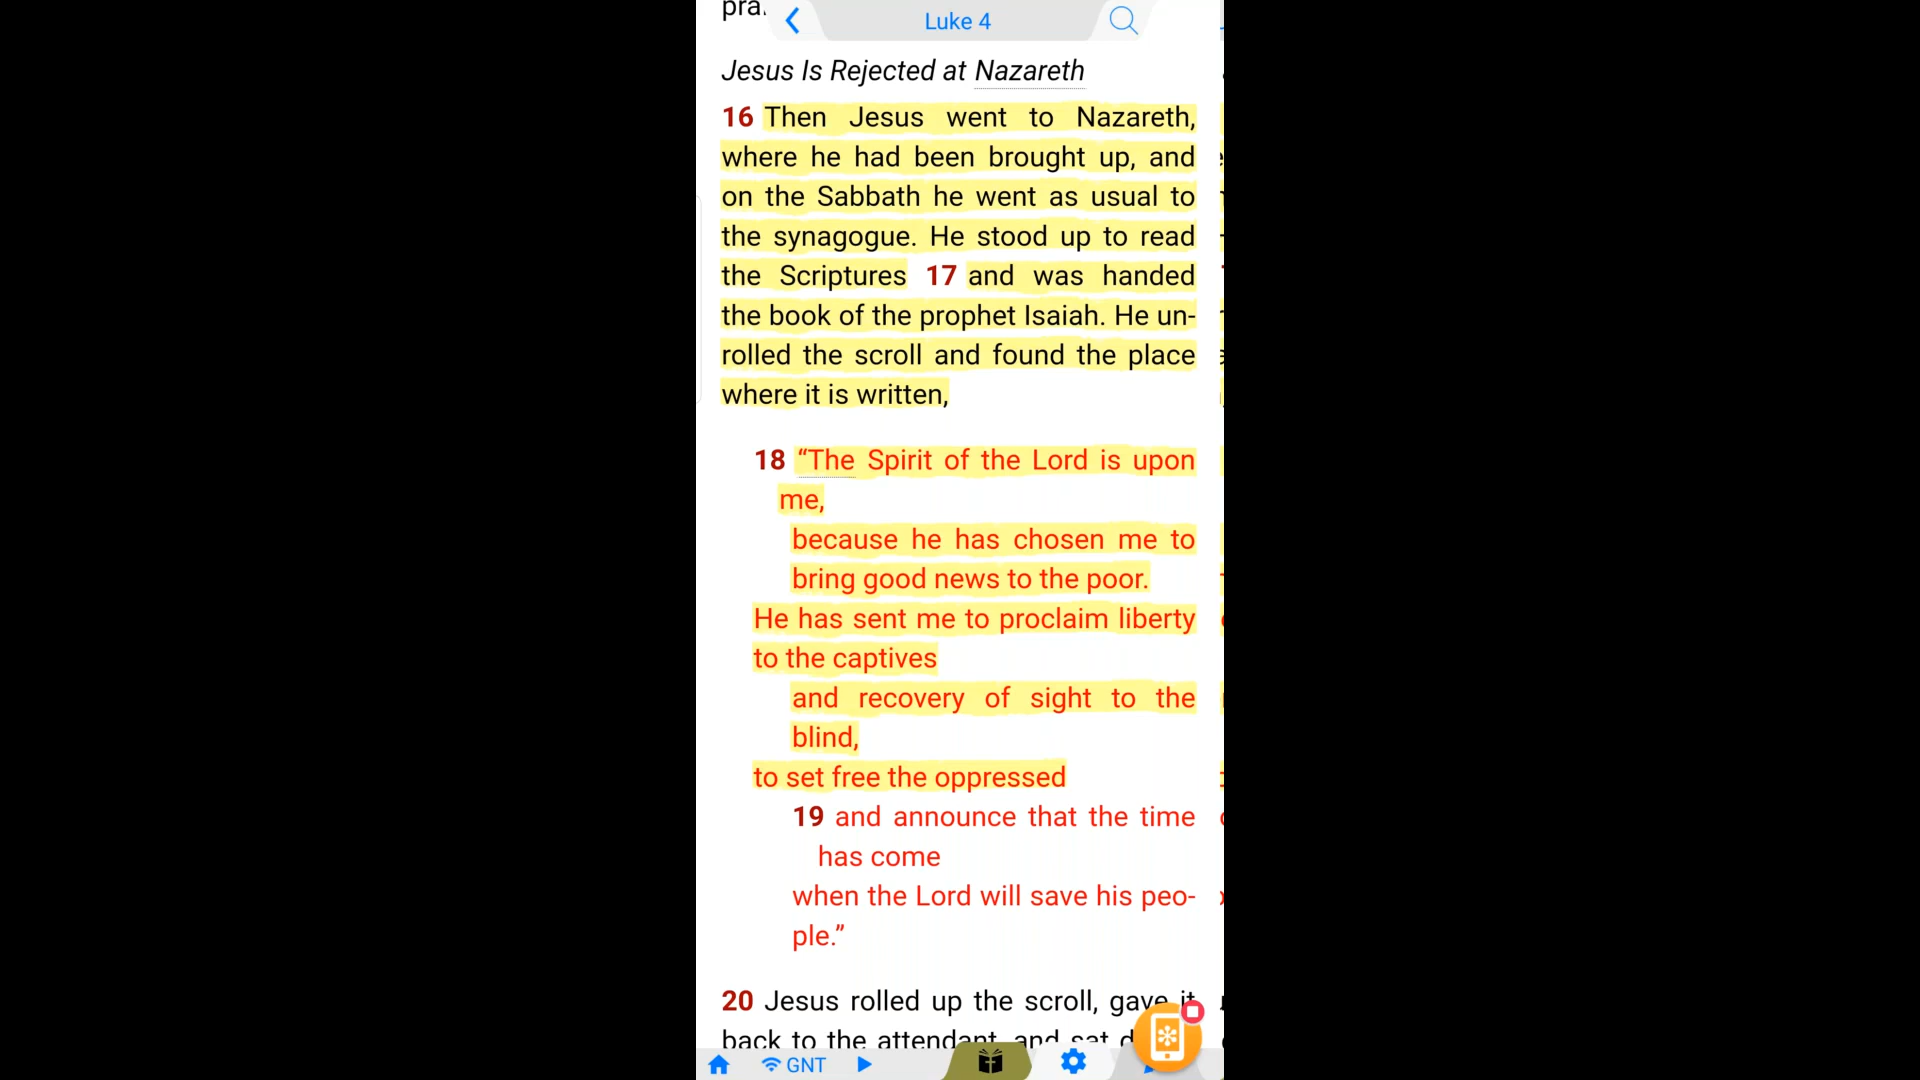 Luke 4
Jesus Is Rejected at Nazareth
16 Then Jesus went to Nazareth,
where he had been brought up, and
on the Sabbath he went as usual to
the synagogue. He stood up to read
the Scriptures 17 and was handed
the book of the prophet Isaiah. He un-
rolled the scroll and found the place
where it is written,
18 “The Spirit of the Lord is upon
me,
because he has chosen me to
bring good news to the poor.
He has sent me to proclaim liberty
to the captives
and recovery of sight to the
blind,
to set free the oppressed
19 and announce that the time
has come
when the Lord will save his peo-
ple.”
20 Jesus rolled up the scroll, gave it
back to the attendant, and sat
GNT